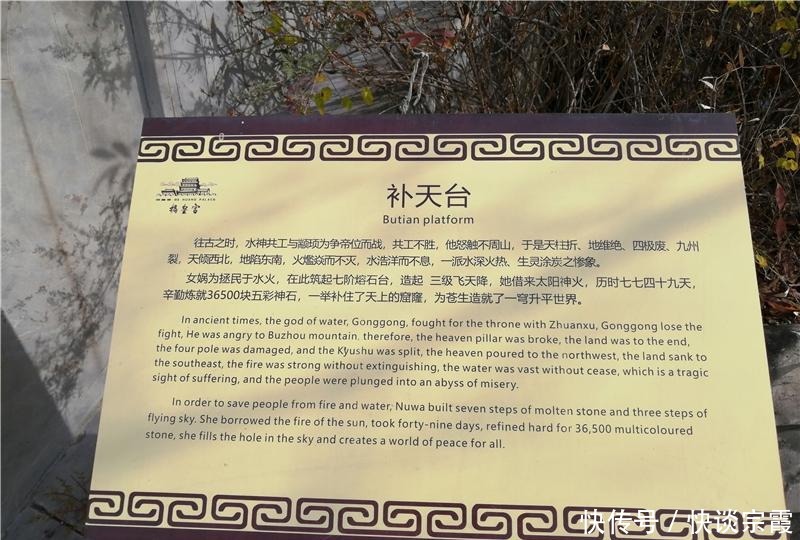 补天台
Butian platform
WA HUANG PALACE
娲皇宫
往古之时，水神共工与颛顼为争帝位而战，共工不胜，他怒触不周山，于是天柱折、地维绝、四极废、九州
裂，天倾西北，地陷东南，火爁焱而不灭，水浩洋而不息，一派水深火热、生灵涂炭之惨象。
女娲为拯民于水火，在此筑起七阶熔石台，造起 三级飞天降，她借来太阳神火，历时七七四十九天，
辛勤炼就36500块五彩神石，一举补住了天上的窟窿，为苍生造就了一穹升平世界。
In ancient times, the god of water, Gonggong, fought for the throne with Zhuanxu, Gonggong lose the
fight, He was angry to Buzhou mountain, therefore, the heaven pillar was broke, the land was to the end,
the four pole was damaged, and the Kyushu was split, the heaven poured to the northwest, the land sank to
the southeast, the fire was strong without extinguishing, the water was vast without cease, which is a tragic
sight of suffering, and the people were plunged into an abyss of misery.
In order to save people from fire and water, Nuwa built seven steps of molten stone and three steps of
flying sky. She borrowed the fire of the sun, took forty-nine days, refined hard for 36,500 multicoloured
stone, she fills the hole in the sky and creates a world of peace for all.
快传号 / 快谈宗霞